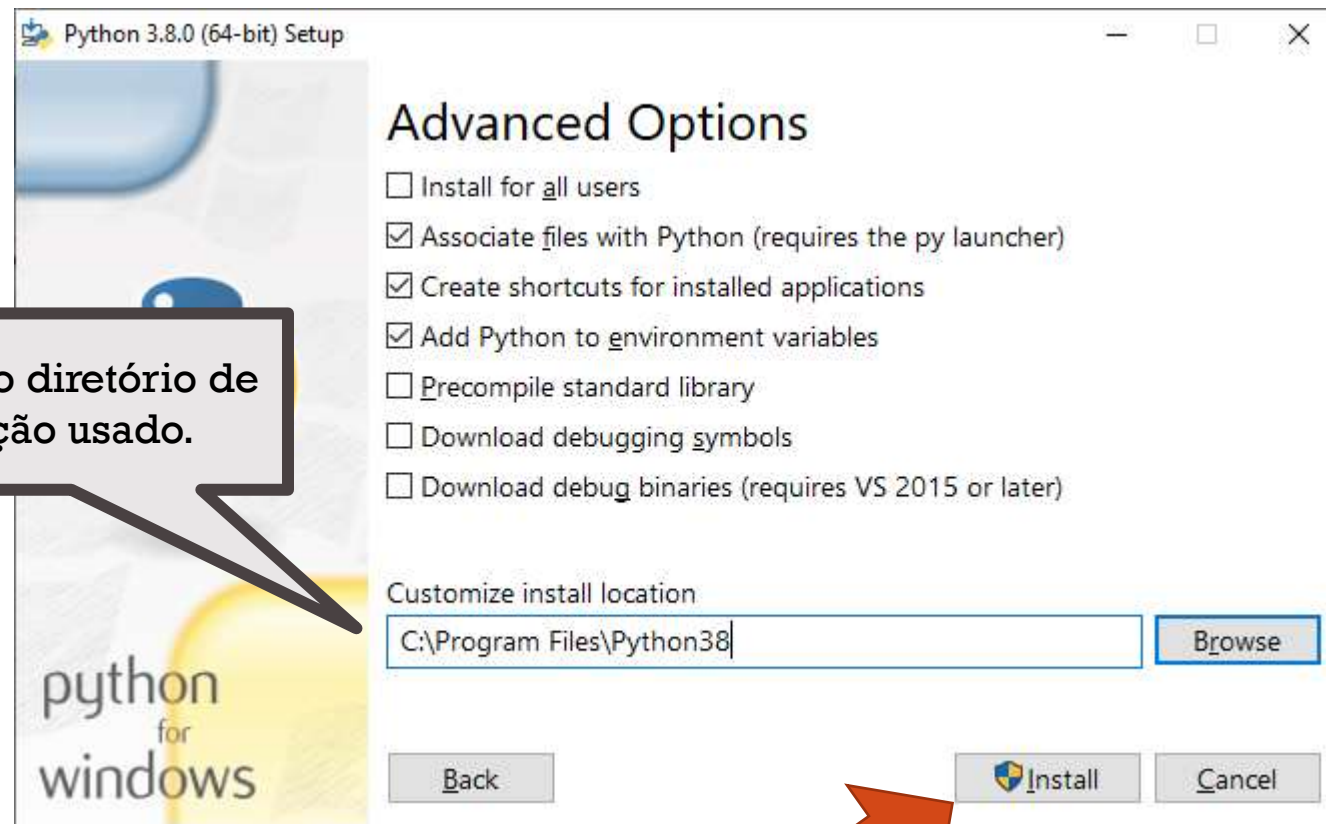 Python 3.8.0 (64-bit) Setup
Advanced Options
Install for all users
Associate files with Python (requires the py launcher)
Create shortcuts for installed applications
Add Python to environment variables
Precompile standard library
Download debugging symbols
Download debug binaries (requires VS 2015 or later)
o diretório de
ção usado.
Customize install location
C:\Program Files\Python38
Browse
python
for
windows
Back
Install
Cancel